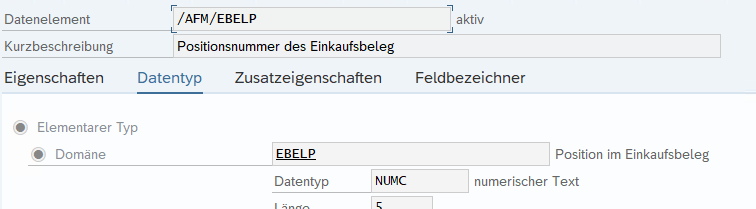 Datenelement /AFM/EBELP aktiv
Kurzbeschreibung Positionsnummer des Einkaufsbeleg
Eigenschaften Datentyp Zusatzeigenschaften Feldbezeichner
Elementarer Typ
Domäne EBELP Position im Einkaufsbeleg
Datentyp NUMC numerischer Text
Länge 5